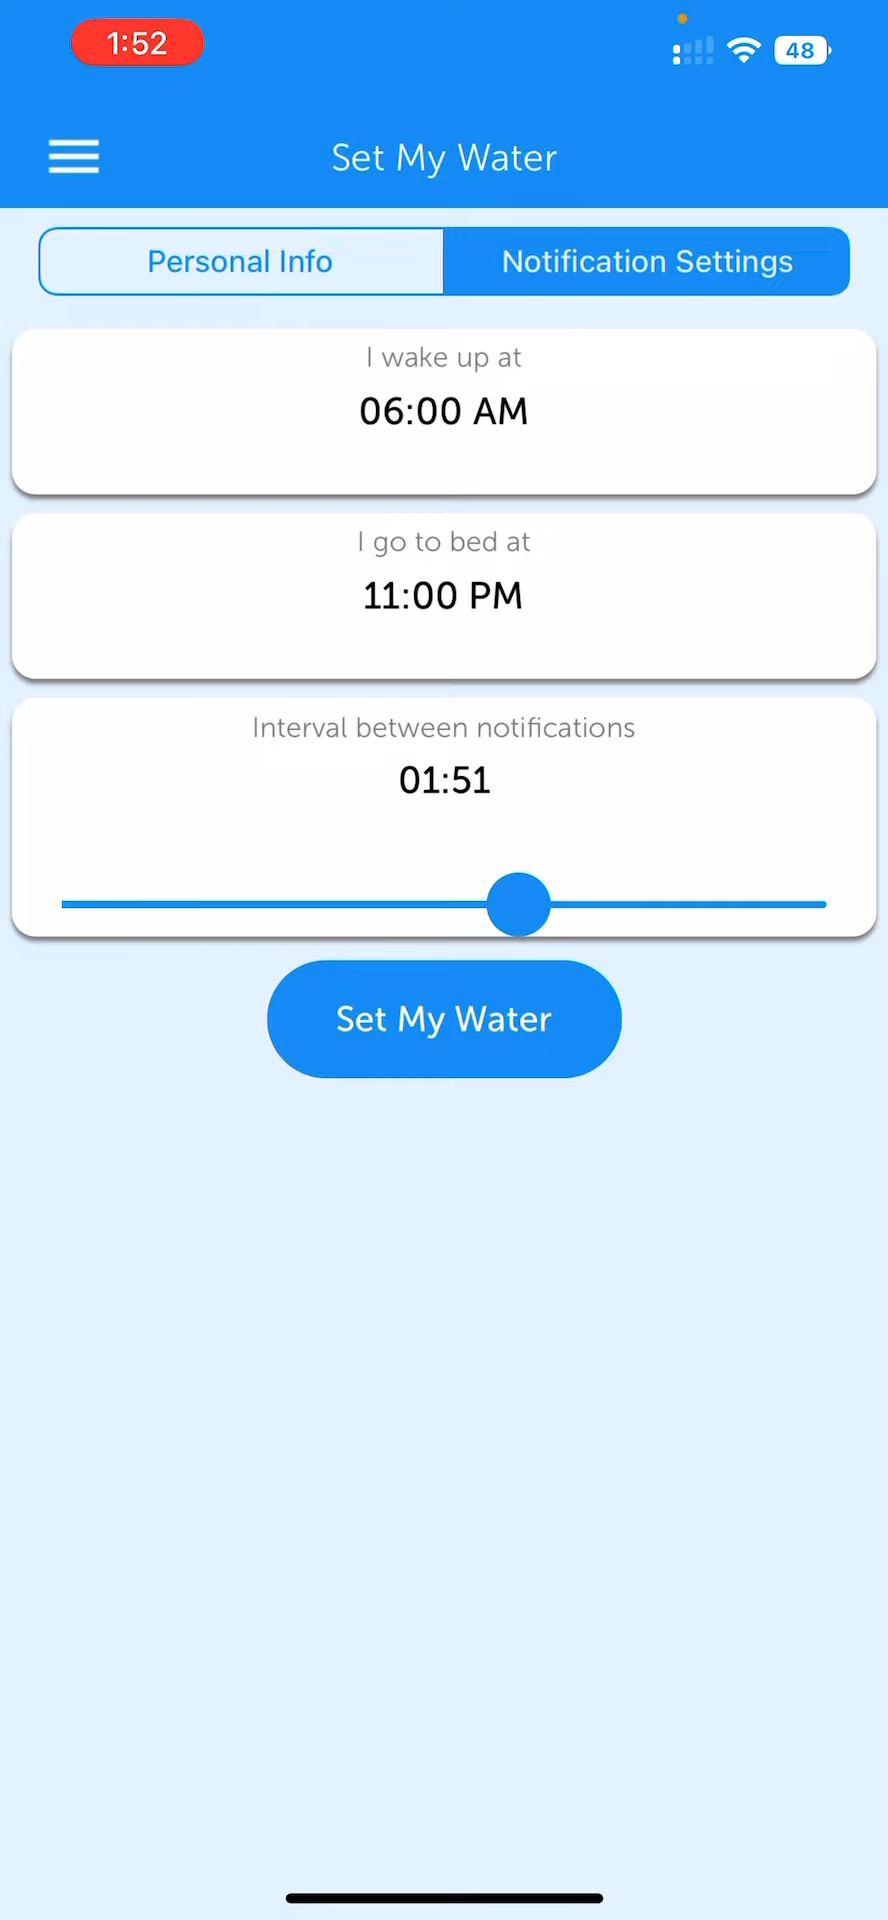 1:52
48
Set My Water
Personal Info
Notification Settings
I wake up at
06:00 AM
I go to bed at
11:00 PM
Interval between notifications
01:51
Set My Water